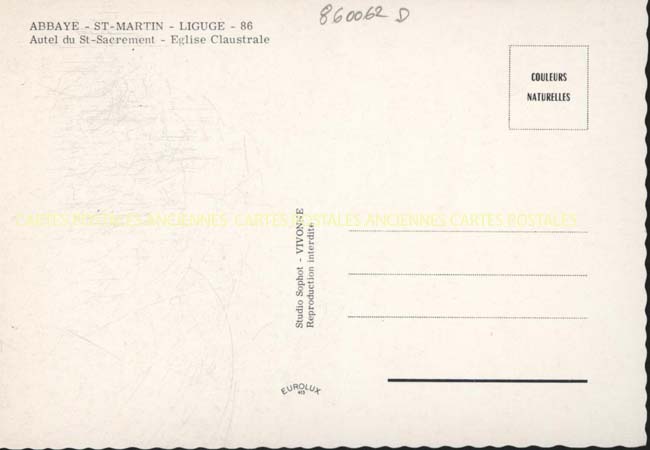 ABBAYE - ST-MARTIN - LIGUGE - 86
Autel du St-Sacrement - Eglise Claustrale
860062 D
COULEURS
NATURELLES
CARTES POSTALES ANCIENNES CARTES POSTALES ANCIENNES CARTES POSTALES
Studio Sophot - VIVONNE
Reproduction interdite
EUROLUX